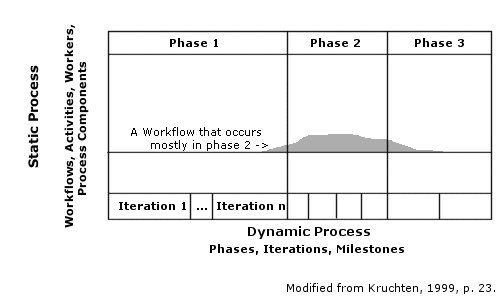 Phase 1
Phase 2
Phase 3
Static Process
Workflows, Activities, Workers,
Process Components
A Workflow that occurs
mostly in phase 2 ->
Iteration 1
...
Iteration n
Dynamic Process
Phases, Iterations, Milestones
Modified from Kruchten, 1999, p. 23.